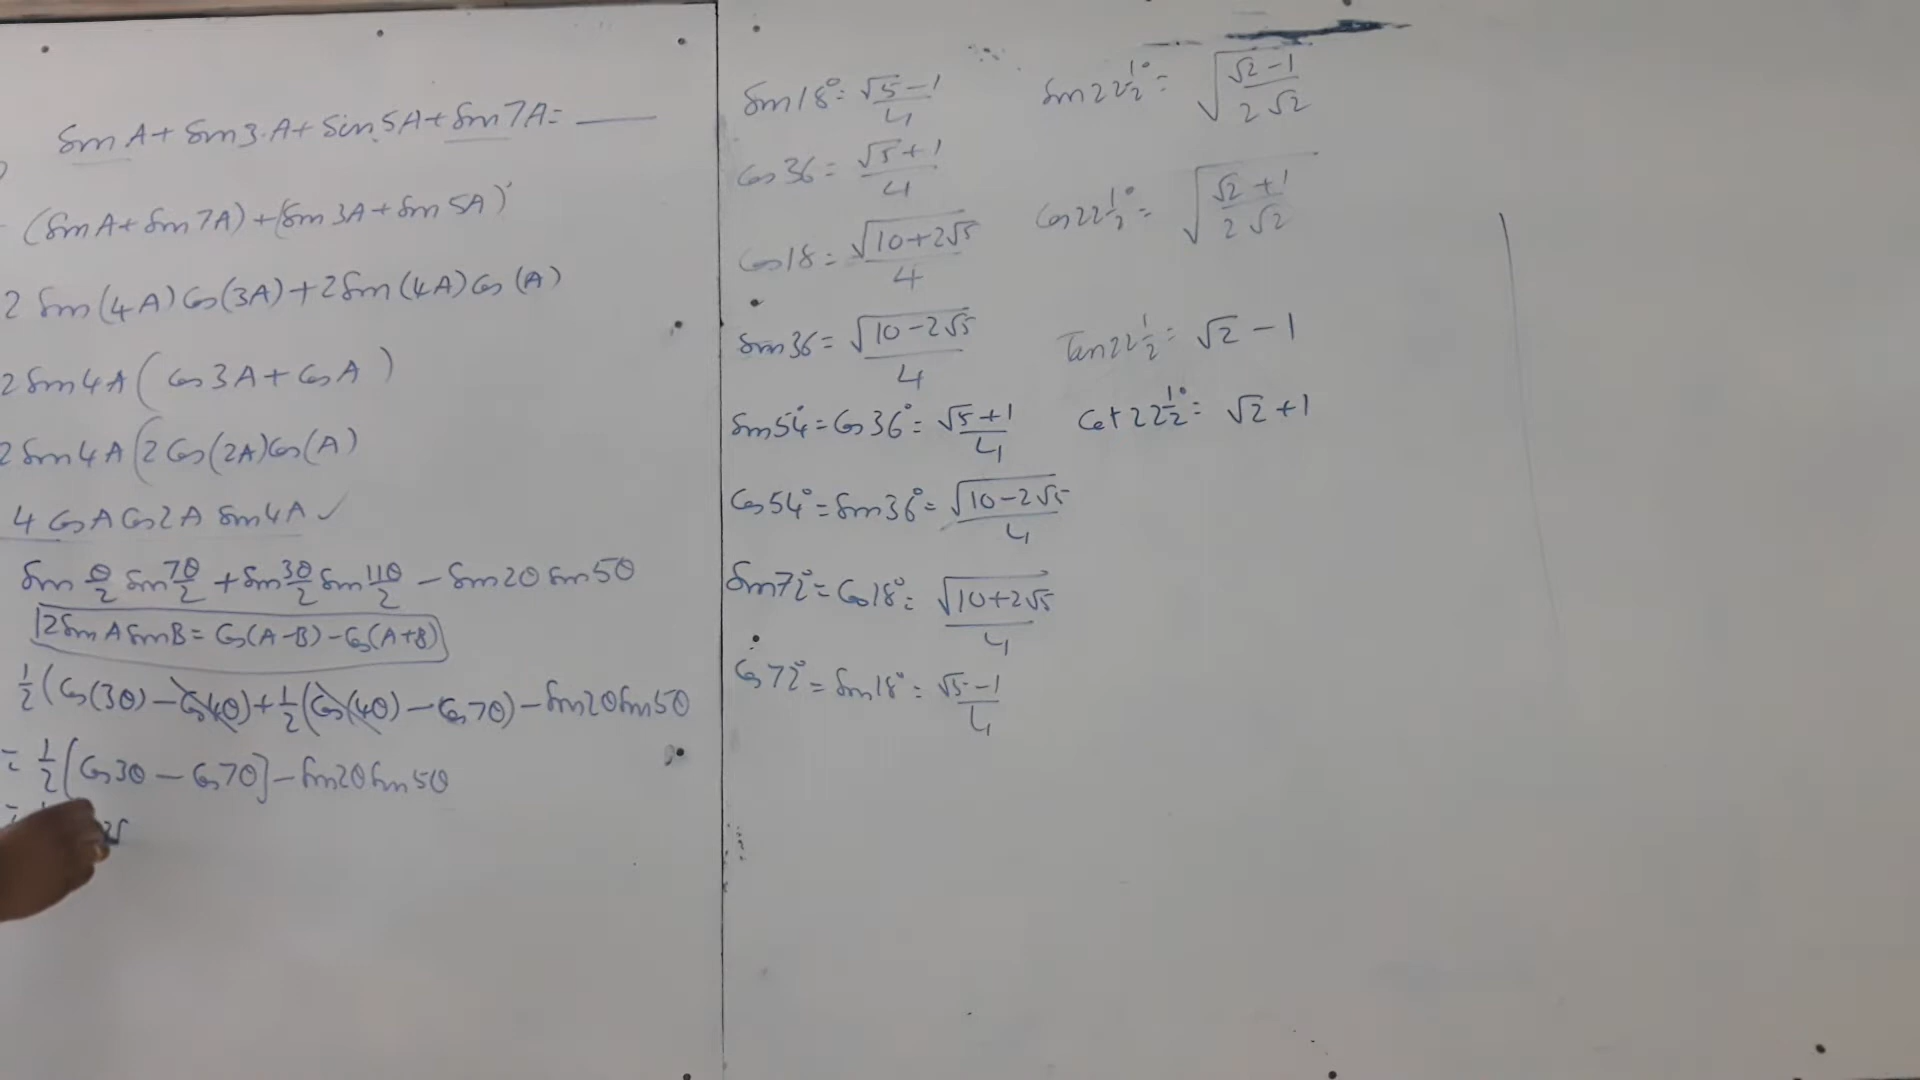 Sin A + Sin 3A + Sin 5A + Sin 7A = ____
(Sin A + Sin 7A) + (Sin 3A + Sin 5A)
2 Sin(4A) Cos(3A) + 2 Sin(4A) Cos(A)
2 Sin 4A (Cos 3A + Cos A)
2 Sin 4A (2 Cos(2A) Cos(A)
4 Cos A Cos 2A Sin 4A ✓
Sin θ/2 Sin 7θ/2 + Sin 3θ/2 Sin 11θ/2 − Sin 2θ Sin 5θ
2 Sin A Sin B = Cos(A−B) − Cos(A+B)
1/2 (Cos(3θ) − Cos 4θ) + 1/2 (Cos(4θ) − Cos 7θ) − Sin 2θ Sin 5θ
= 1/2 [Cos 3θ − Cos 7θ] − Sin 2θ Sin 5θ
=
Sin 18° = (√5 − 1)/4
Cos 36 = (√5 + 1)/4
Cos 18 = √(10 + 2√5)/4
Sin 36 = √(10 − 2√5)/4
Sin 54° = Cos 36° = (√5 + 1)/4
Cos 54° = Sin 36° = √(10 − 2√5)/4
Sin 72° = Cos 18° = √(10 + 2√5)/4
Cos 72° = Sin 18° = (√5 − 1)/4
Sin 22 1/2° = √((√2 − 1)/(2√2))
Cos 22 1/2° = √((√2 + 1)/(2√2))
Tan 22 1/2 = √2 − 1
Cot 22 1/2° = √2 + 1